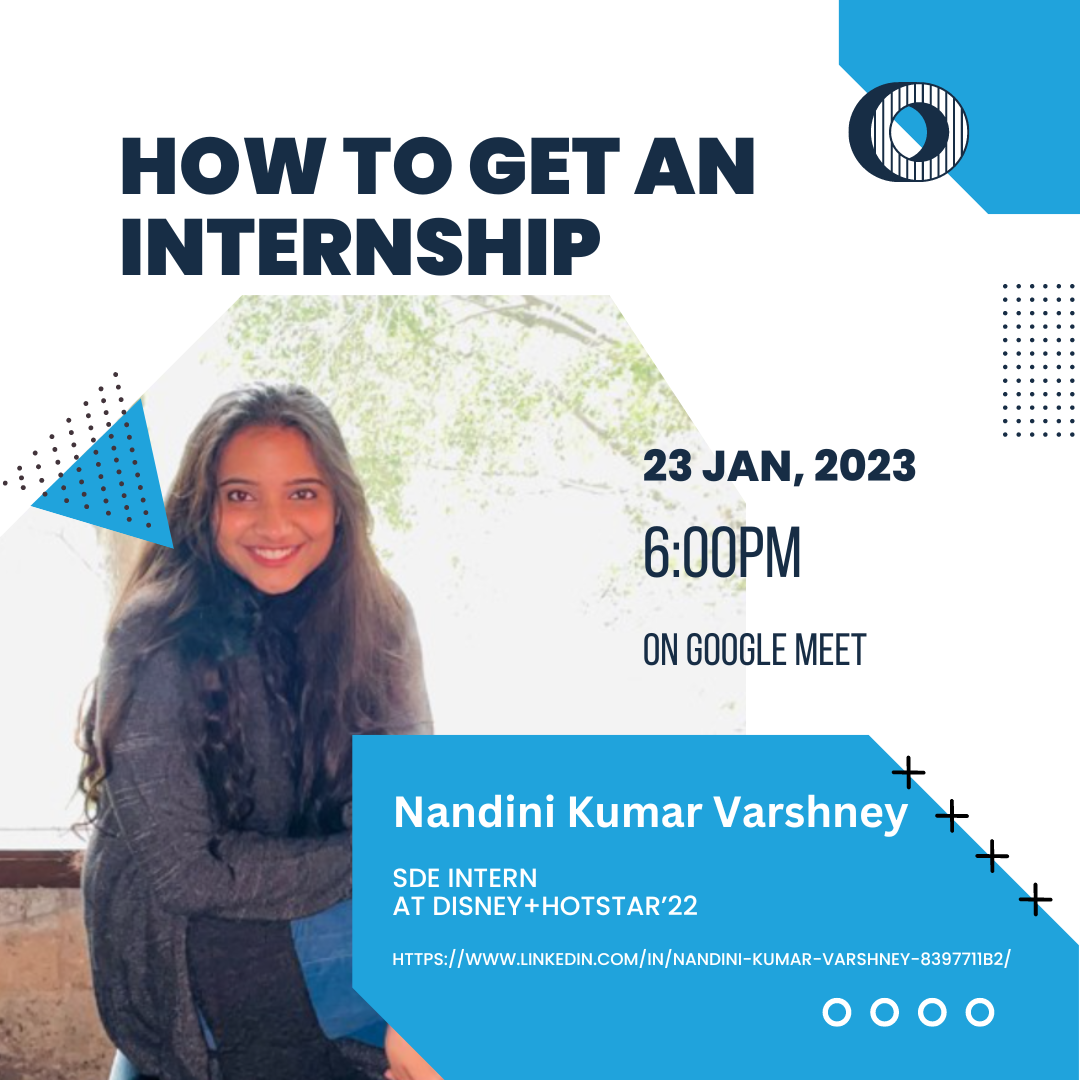 HOW TO GET AN
INTERNSHIP
23 JAN, 2023
6:00PM
ON GOOGLE MEET
Nandini Kumar Varshney
SDE INTERN
AT DISNEY+HOTSTAR’22
HTTPS://WWW.LINKEDIN.COM/IN/NANDINI-KUMAR-VARSHNEY-8397711B2/